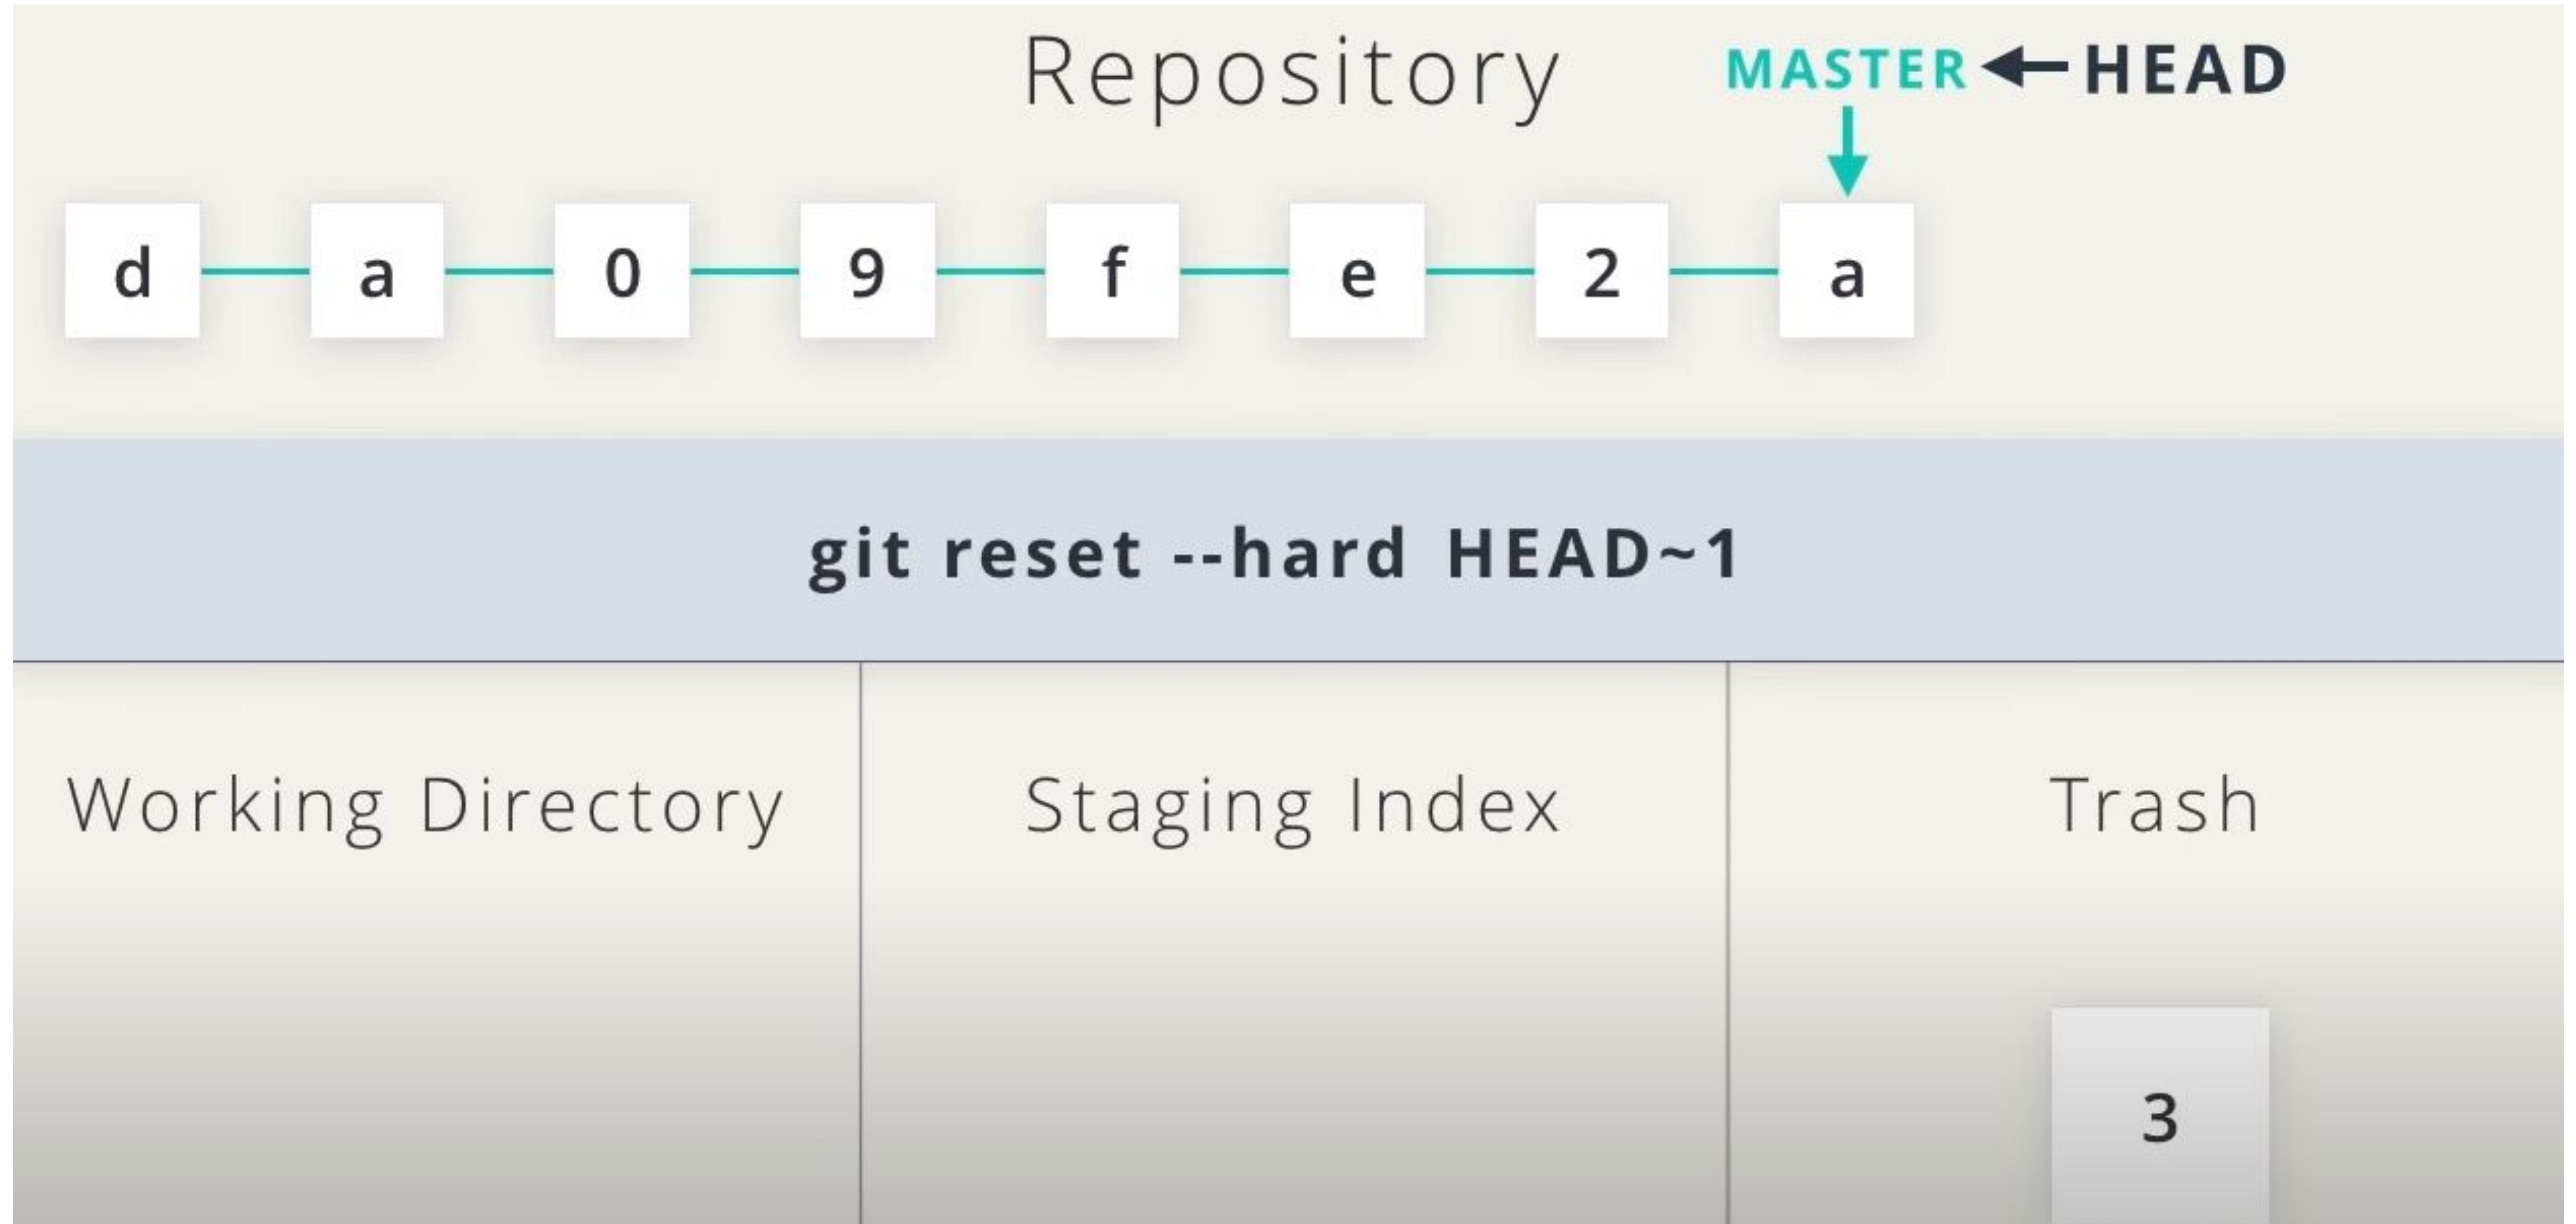 Repository
MASTER HEAD
d a 0 9 f e 2 a
git reset --hard HEAD~1
Working Directory
Staging Index
Trash
3